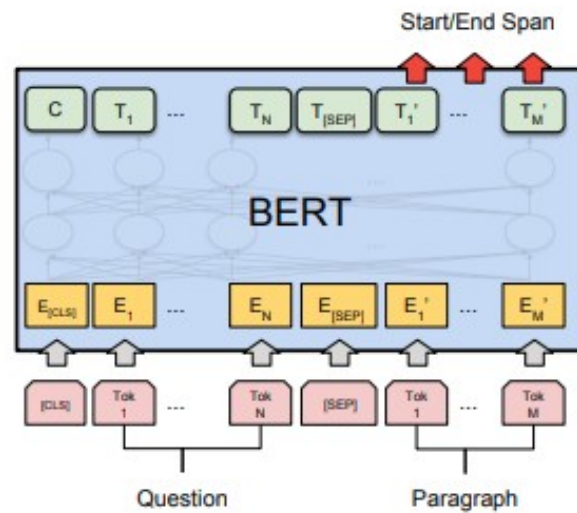 Start/End Span
C T1 ... TN T[SEP] T1' ... TM'
BERT
E[CLS] E1 ... EN E[SEP] E1' ... EM'
[CLS] Tok 1 ... Tok N [SEP] Tok 1 ... Tok M
Question Paragraph